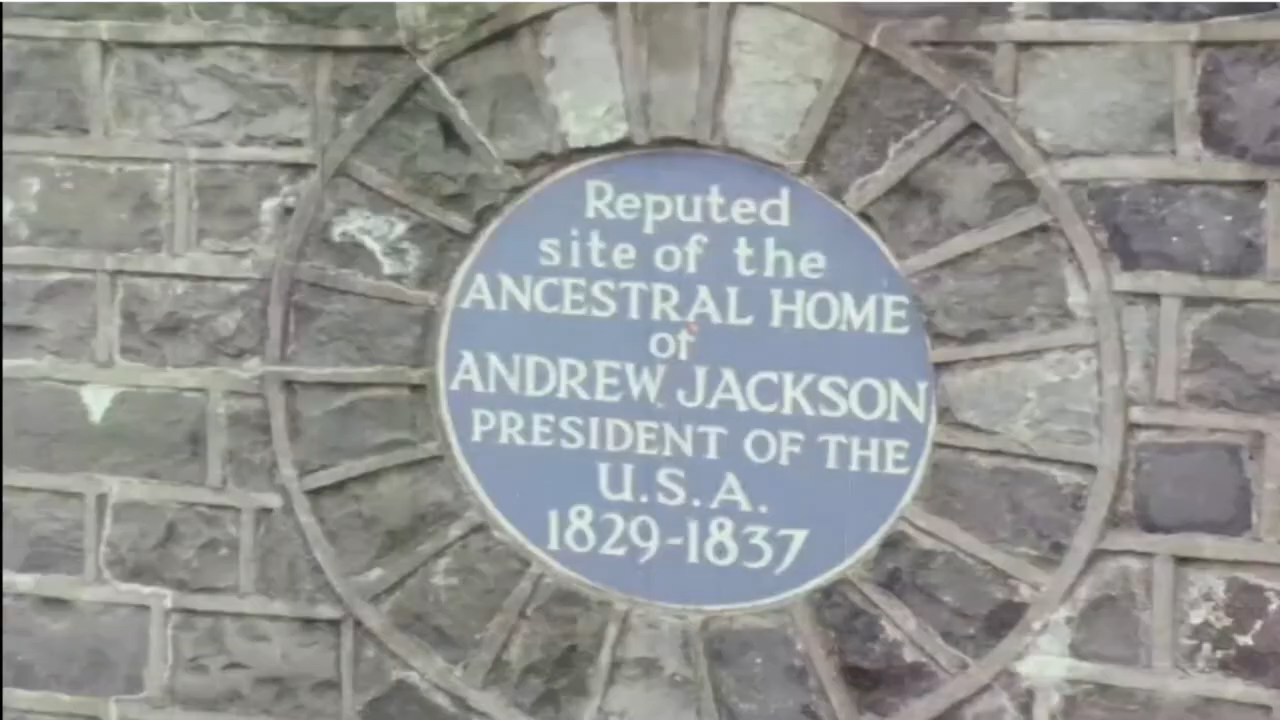 Reputed
site of the
ANCESTRAL HOME
of
ANDREW JACKSON
PRESIDENT OF THE
U.S.A.
1829-1837